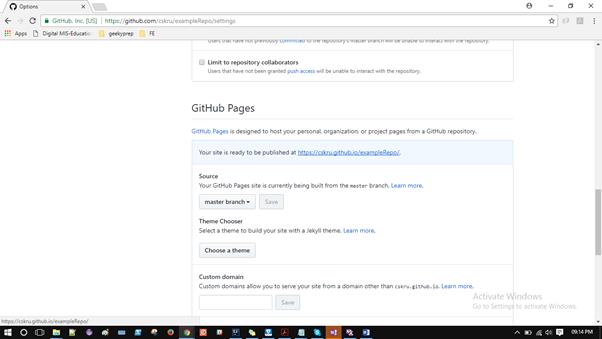 Options
GitHub, Inc. [US] | https://github.com/cskru/exampleRepo/settings
Apps Digital MIS-Education geekyprep FE
Users that have not previously committed to the repository's master branch will be unable to interact with the repository.
Limit to repository collaborators
Users that have not been granted push access will be unable to interact with the repository.
GitHub Pages
GitHub Pages is designed to host your personal, organization, or project pages from a GitHub repository.
Your site is ready to be published at https://cskru.github.io/exampleRepo/.
Source
Your GitHub Pages site is currently being built from the master branch. Learn more.
master branch Save
Theme Chooser
Select a theme to build your site with a Jekyll theme. Learn more.
Choose a theme
Custom domain
Custom domains allow you to serve your site from a domain other than cskru.github.io. Learn more.
Save
Activate Windows
Go to Settings to activate Windows.
https://cskru.github.io/exampleRepo/
09:14 PM